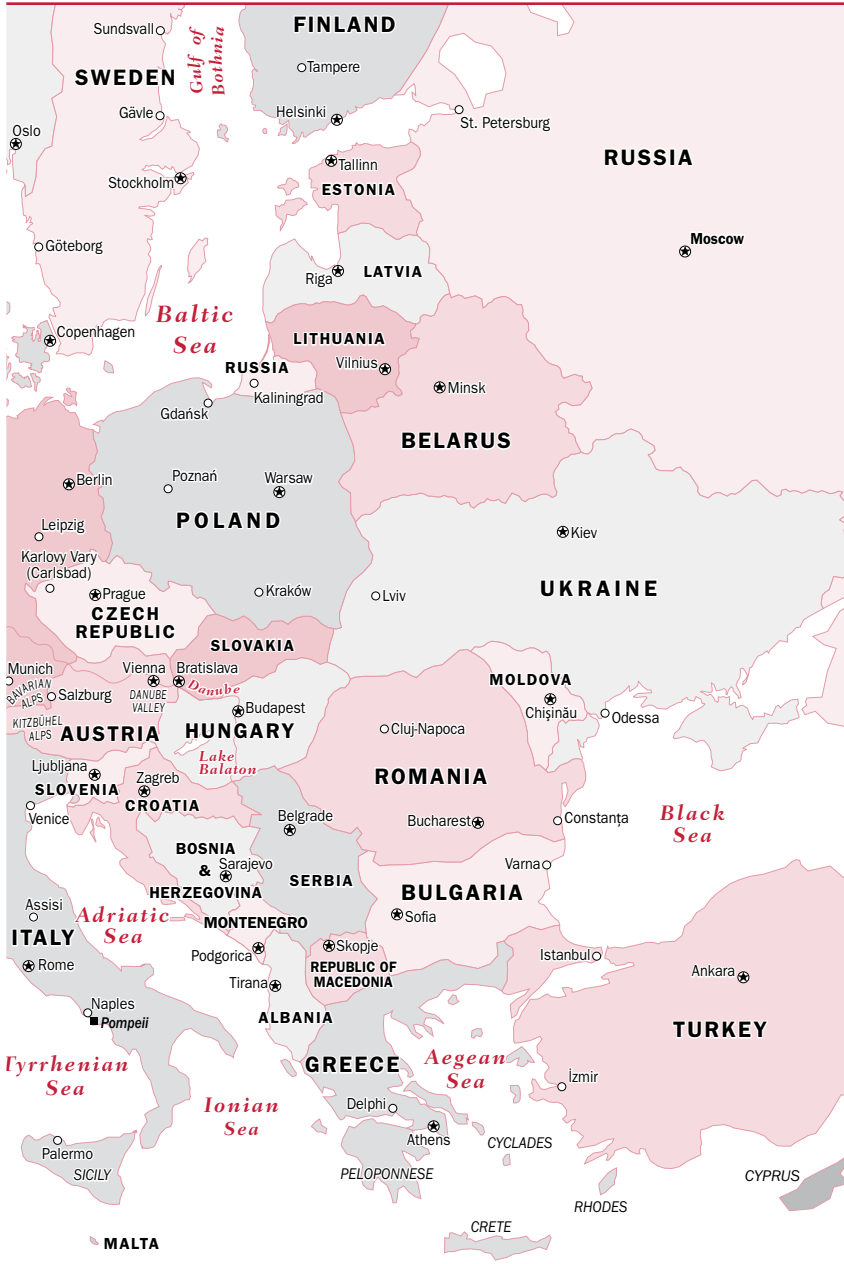 FINLAND
Sundsvall
Gulf of
Bothnia
Tampere
SWEDEN
Gävle
Helsinki
St. Petersburg
Oslo
RUSSIA
Tallinn
ESTONIA
Stockholm
Moscow
Göteborg
Riga
LATVIA
Baltic
Sea
Copenhagen
LITHUANIA
Vilnius
RUSSIA
Kaliningrad
Minsk
Gdańsk
BELARUS
Berlin
Poznań
Warsaw
POLAND
Leipzig
Kiev
Karlovy Vary
(Carlsbad)
Prague
Kraków
Lviv
UKRAINE
CZECH
REPUBLIC
SLOVAKIA
Munich
Vienna
Bratislava
MOLDOVA
BAVARIAN
ALPS
Salzburg
DANUBE
VALLEY
Danube
Budapest
Chișinău
Odessa
KITZBÜHEL
ALPS
AUSTRIA
HUNGARY
Cluj-Napoca
Lake
Balaton
Ljubljana
SLOVENIA
Zagreb
CROATIA
ROMANIA
Venice
Belgrade
Bucharest
Constanța
Black
Sea
BOSNIA
&
HERZEGOVINA
Sarajevo
SERBIA
Varna
BULGARIA
Assisi
Adriatic
Sea
MONTENEGRO
Sofia
ITALY
Podgorica
Skopje
Istanbul
Rome
REPUBLIC OF
MACEDONIA
Ankara
Tirana
Naples
Pompeii
ALBANIA
TURKEY
Tyrrhenian
Sea
GREECE
Aegean
Sea
İzmir
Ionian
Sea
Delphi
Athens
CYCLADES
Palermo
SICILY
PELOPONNESE
CYPRUS
RHODES
CRETE
MALTA